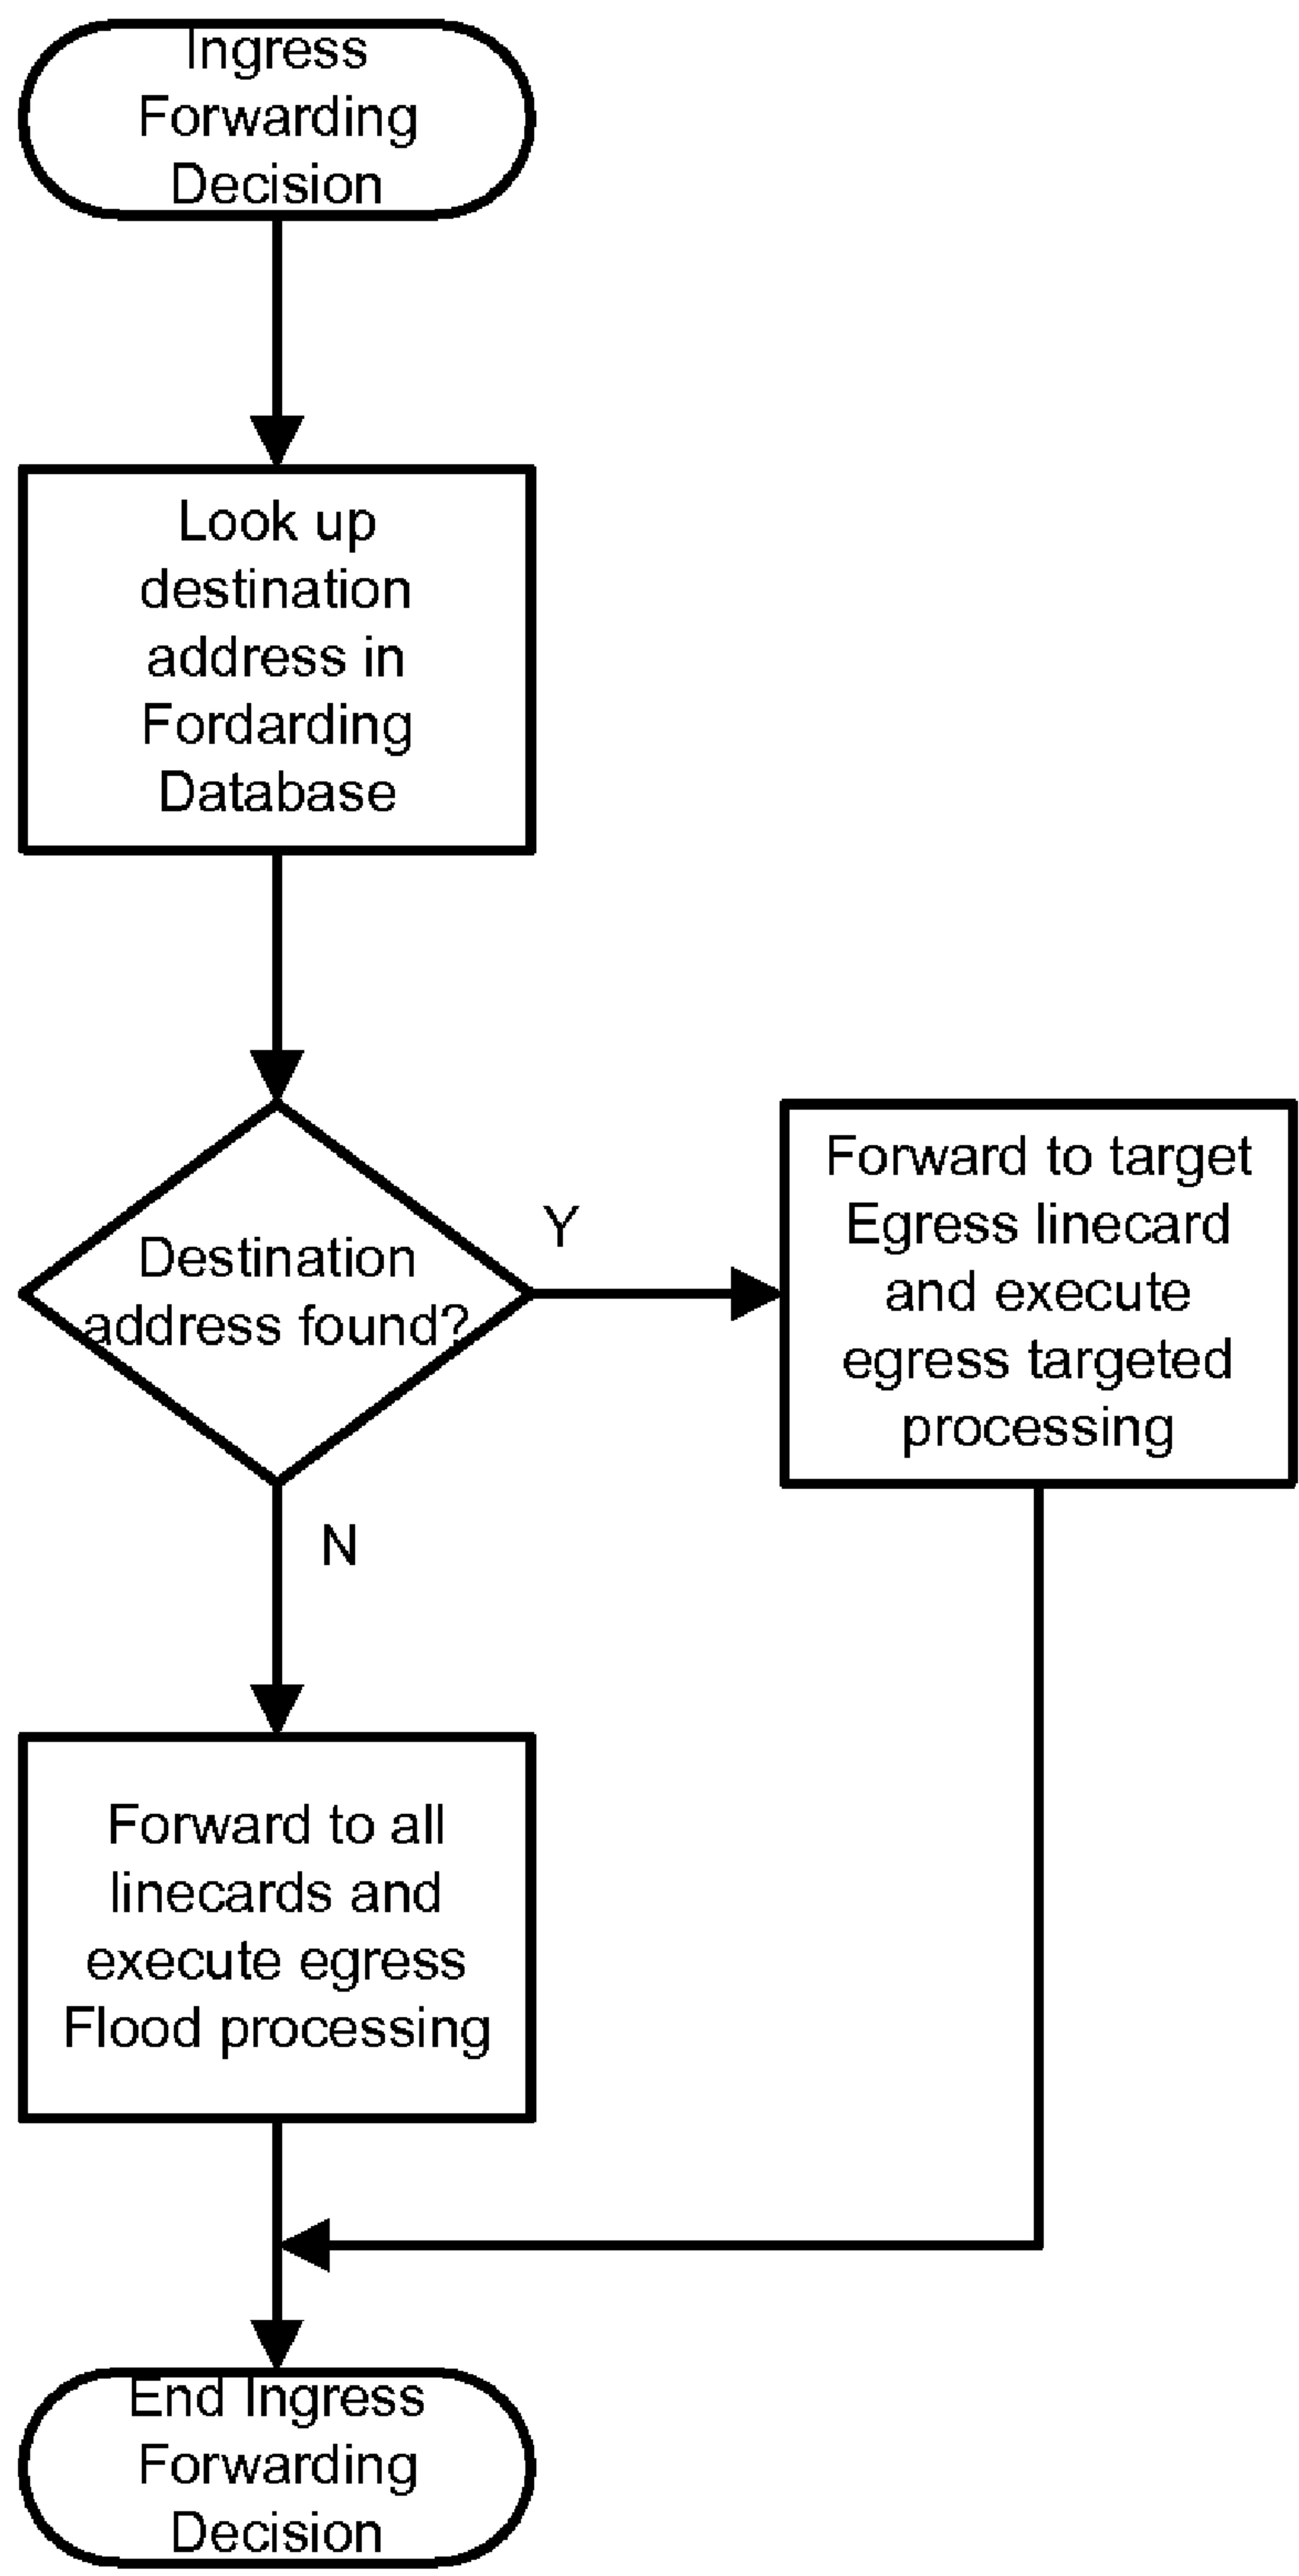 Ingress
Forwarding
Decision
Look up
destination
address in
Fordarding
Database
Destination
address found?
Y
Forward to target
Egress linecard
and execute
egress targeted
processing
N
Forward to all
linecards and
execute egress
Flood processing
End Ingress
Forwarding
Decision